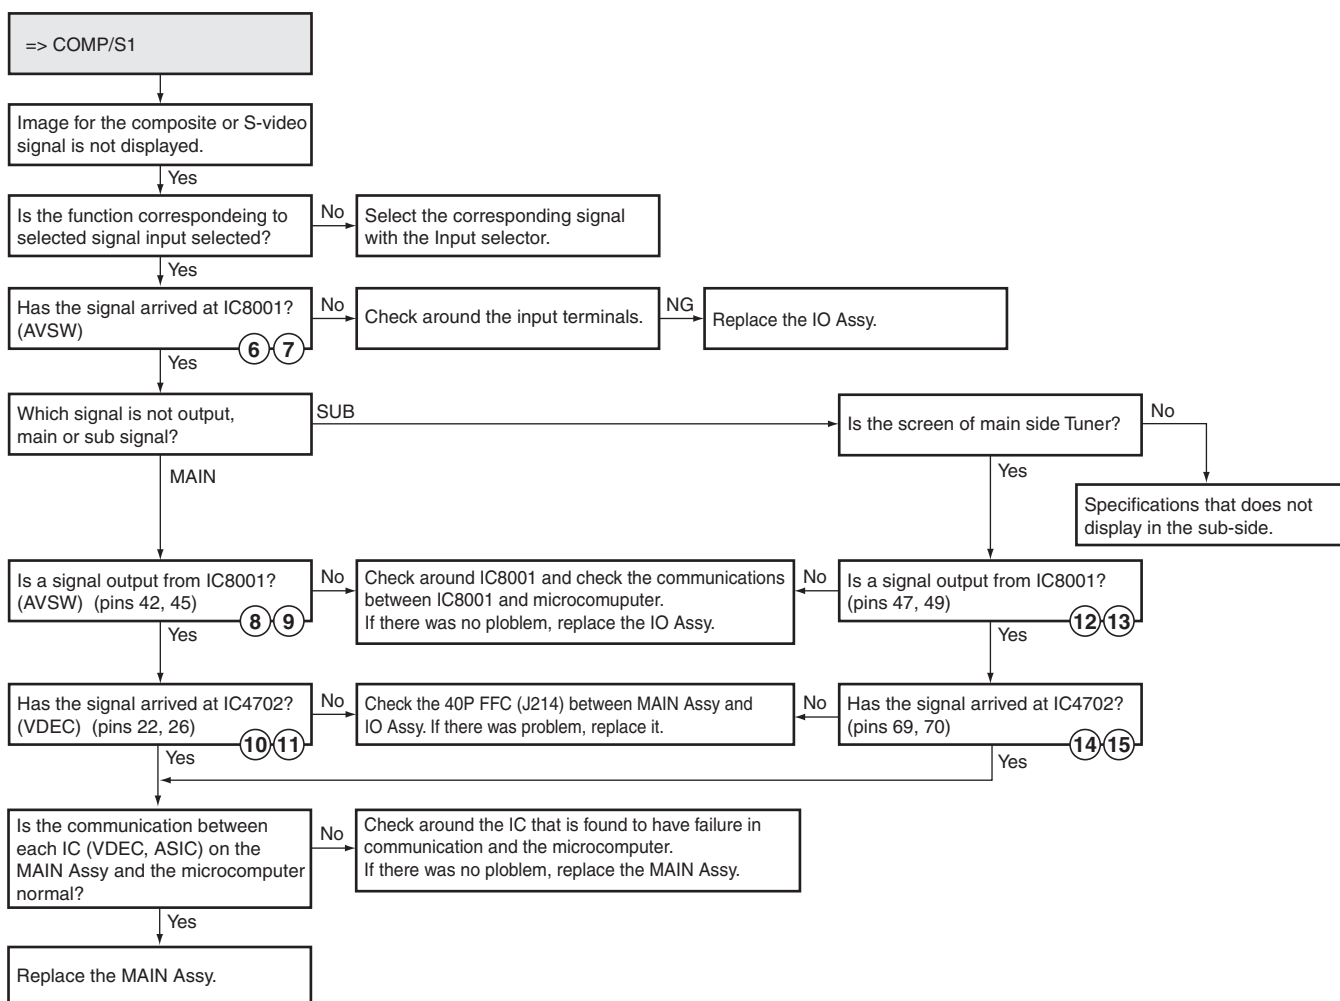 => COMP/S1
Image for the composite or S-video
signal is not displayed.
Yes
Is the function correspondeing to
selected signal input selected?
No
Select the corresponding signal
with the Input selector.
Yes
Has the signal arrived at IC8001?
(AVSW)
6 7
No
Check around the input terminals.
NG
Replace the IO Assy.
Yes
Which signal is not output,
main or sub signal?
SUB
Is the screen of main side Tuner?
No
Specifications that does not
display in the sub-side.
MAIN
Yes
Is a signal output from IC8001?
(AVSW) (pins 42, 45)
8 9
No
Check around IC8001 and check the communications
between IC8001 and microcomuputer.
If there was no ploblem, replace the IO Assy.
No
Is a signal output from IC8001?
(pins 47, 49)
12 13
Yes
Yes
Has the signal arrived at IC4702?
(VDEC) (pins 22, 26)
10 11
No
Check the 40P FFC (J214) between MAIN Assy and
IO Assy. If there was problem, replace it.
No
Has the signal arrived at IC4702?
(pins 69, 70)
14 15
Yes
Yes
Is the communication between
each IC (VDEC, ASIC) on the
MAIN Assy and the microcomputer
normal?
No
Check around the IC that is found to have failure in
communication and the microcomputer.
If there was no ploblem, replace the MAIN Assy.
Yes
Replace the MAIN Assy.